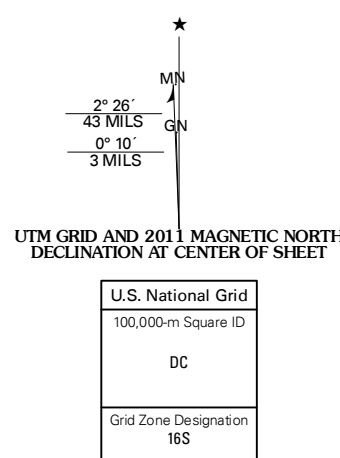 ★
MN
2° 26´
43 MILS
GN
0° 10´
3 MILS
UTM GRID AND 2011 MAGNETIC NORTH
DECLINATION AT CENTER OF SHEET
U.S. National Grid
100,000-m Square ID
DC
Grid Zone Designation
16S